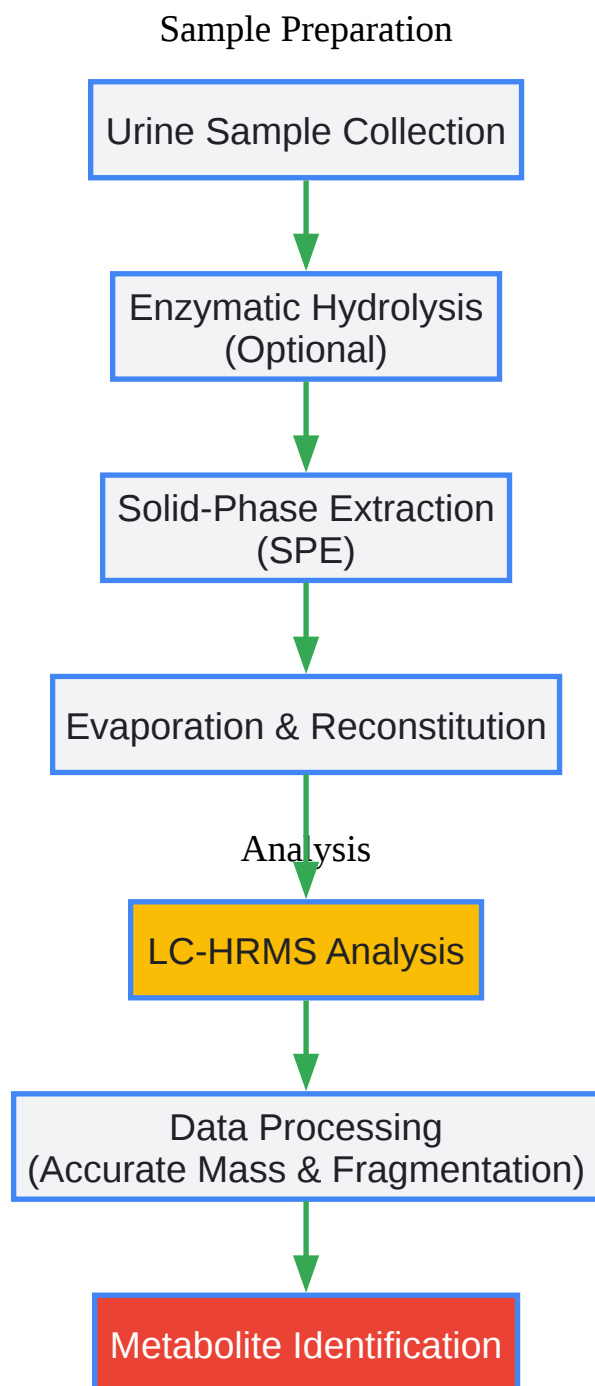 Sample Preparation
Urine Sample Collection
Enzymatic Hydrolysis
(Optional)
Solid-Phase Extraction
(SPE)
Evaporation & Reconstitution
Analysis
LC-HRMS Analysis
Data Processing
(Accurate Mass & Fragmentation)
Metabolite Identification